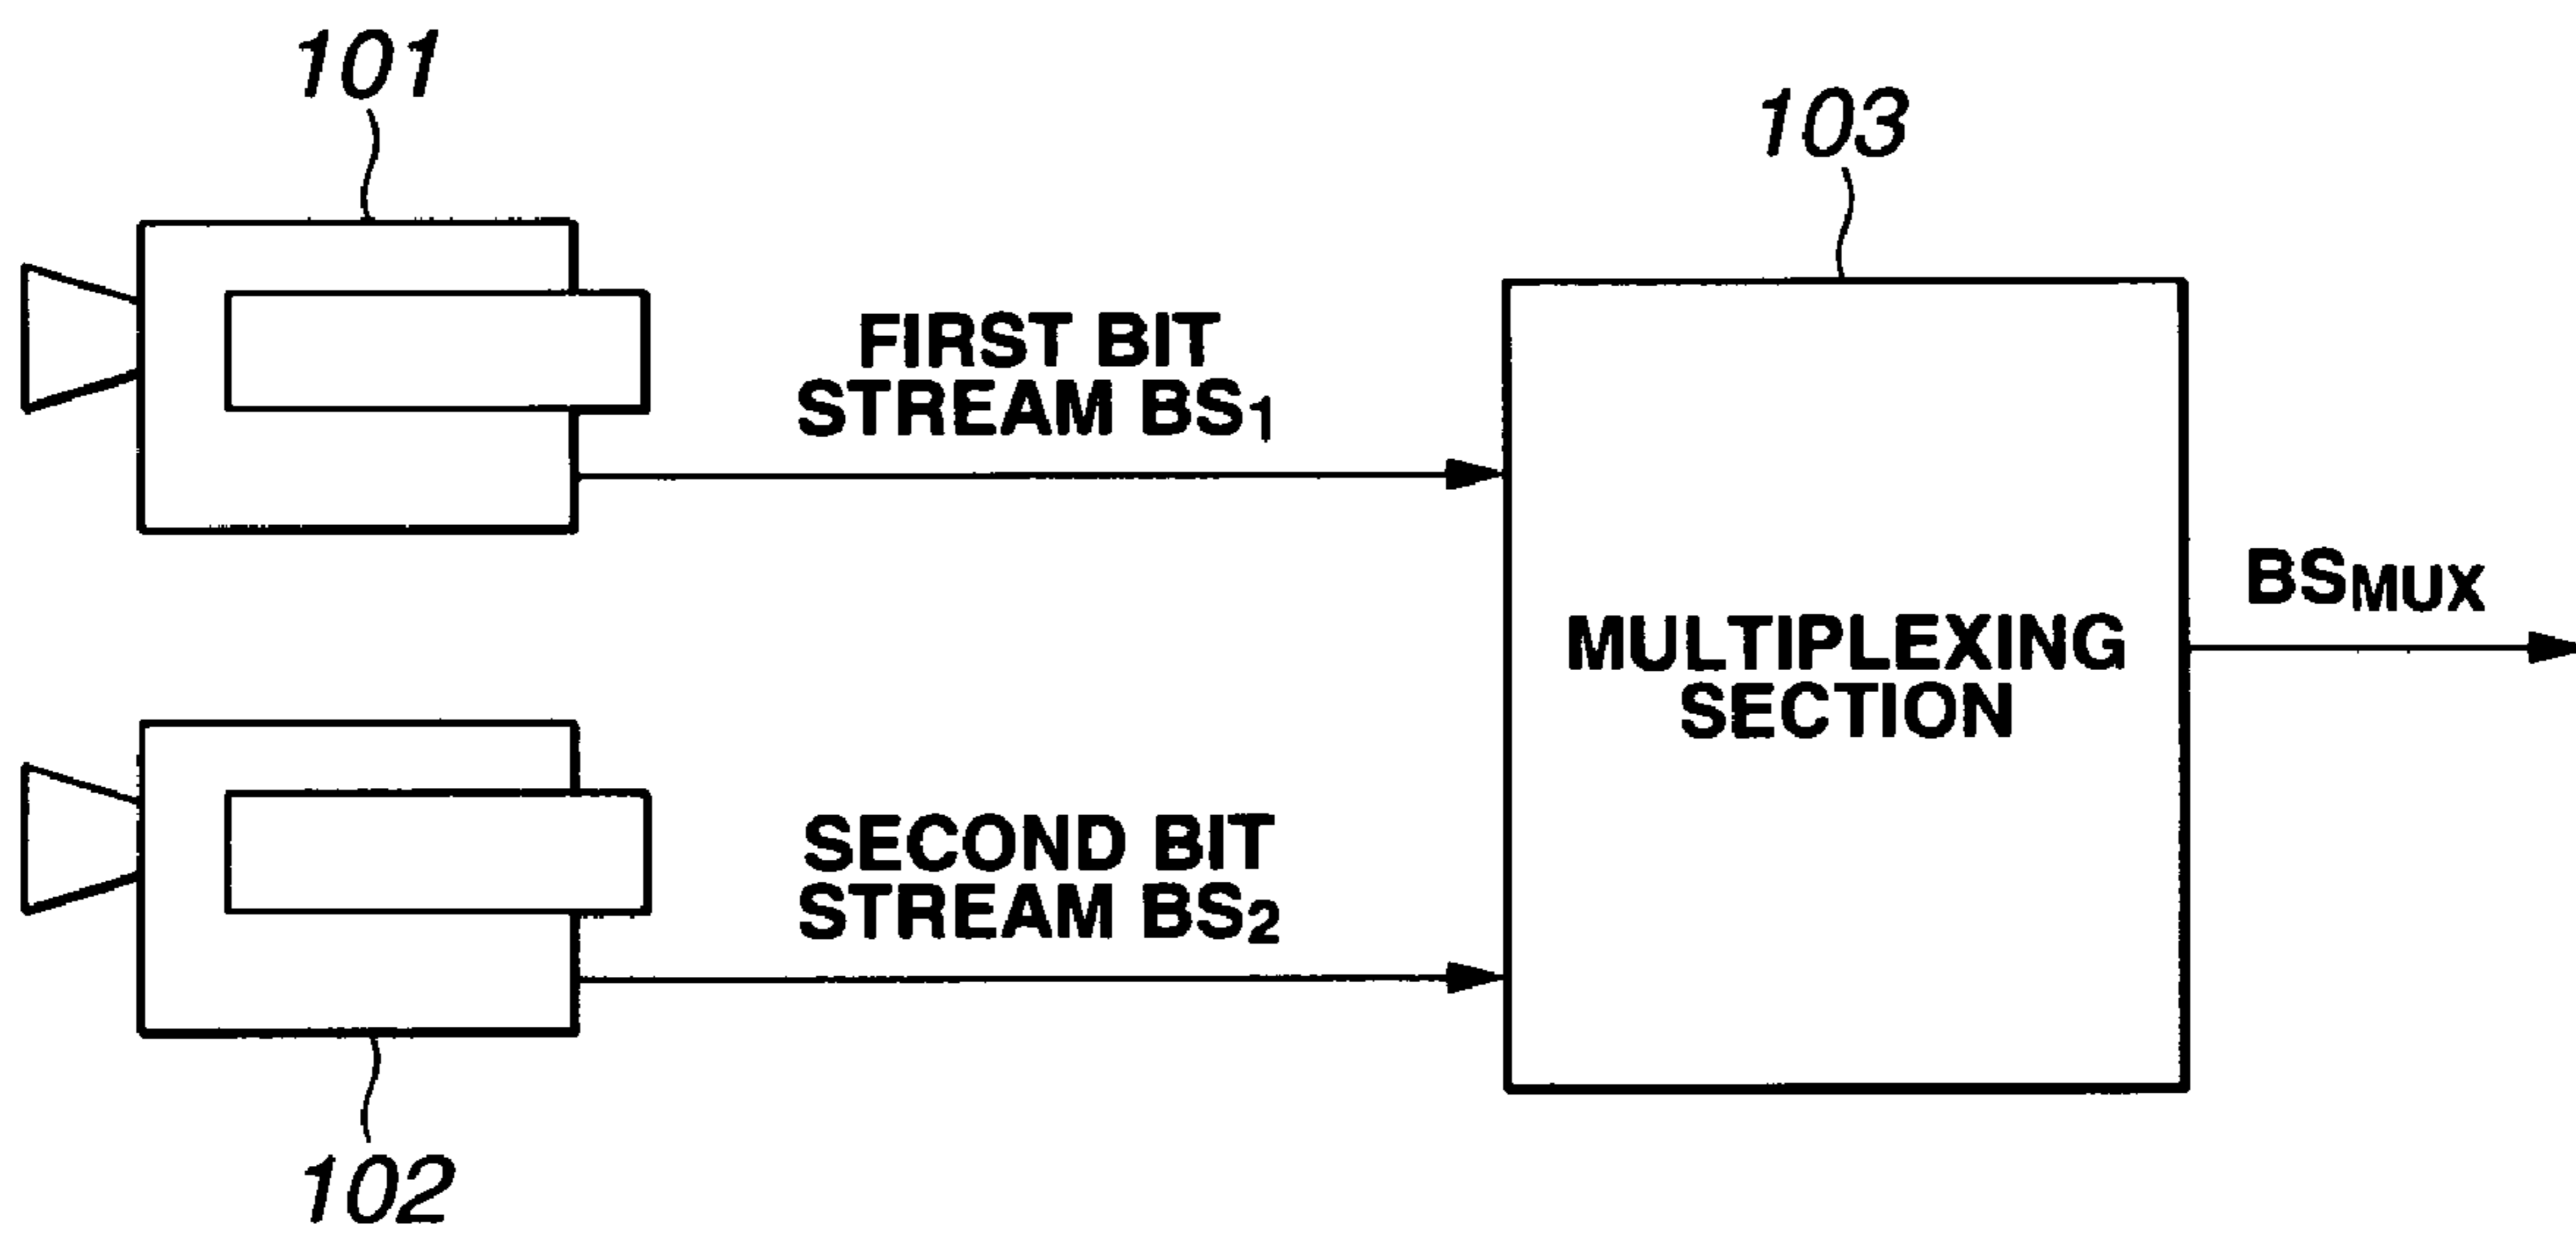 101
103
FIRST BIT
STREAM BS1
BSMUX
MULTIPLEXING
SECTION
SECOND BIT
STREAM BS2
102